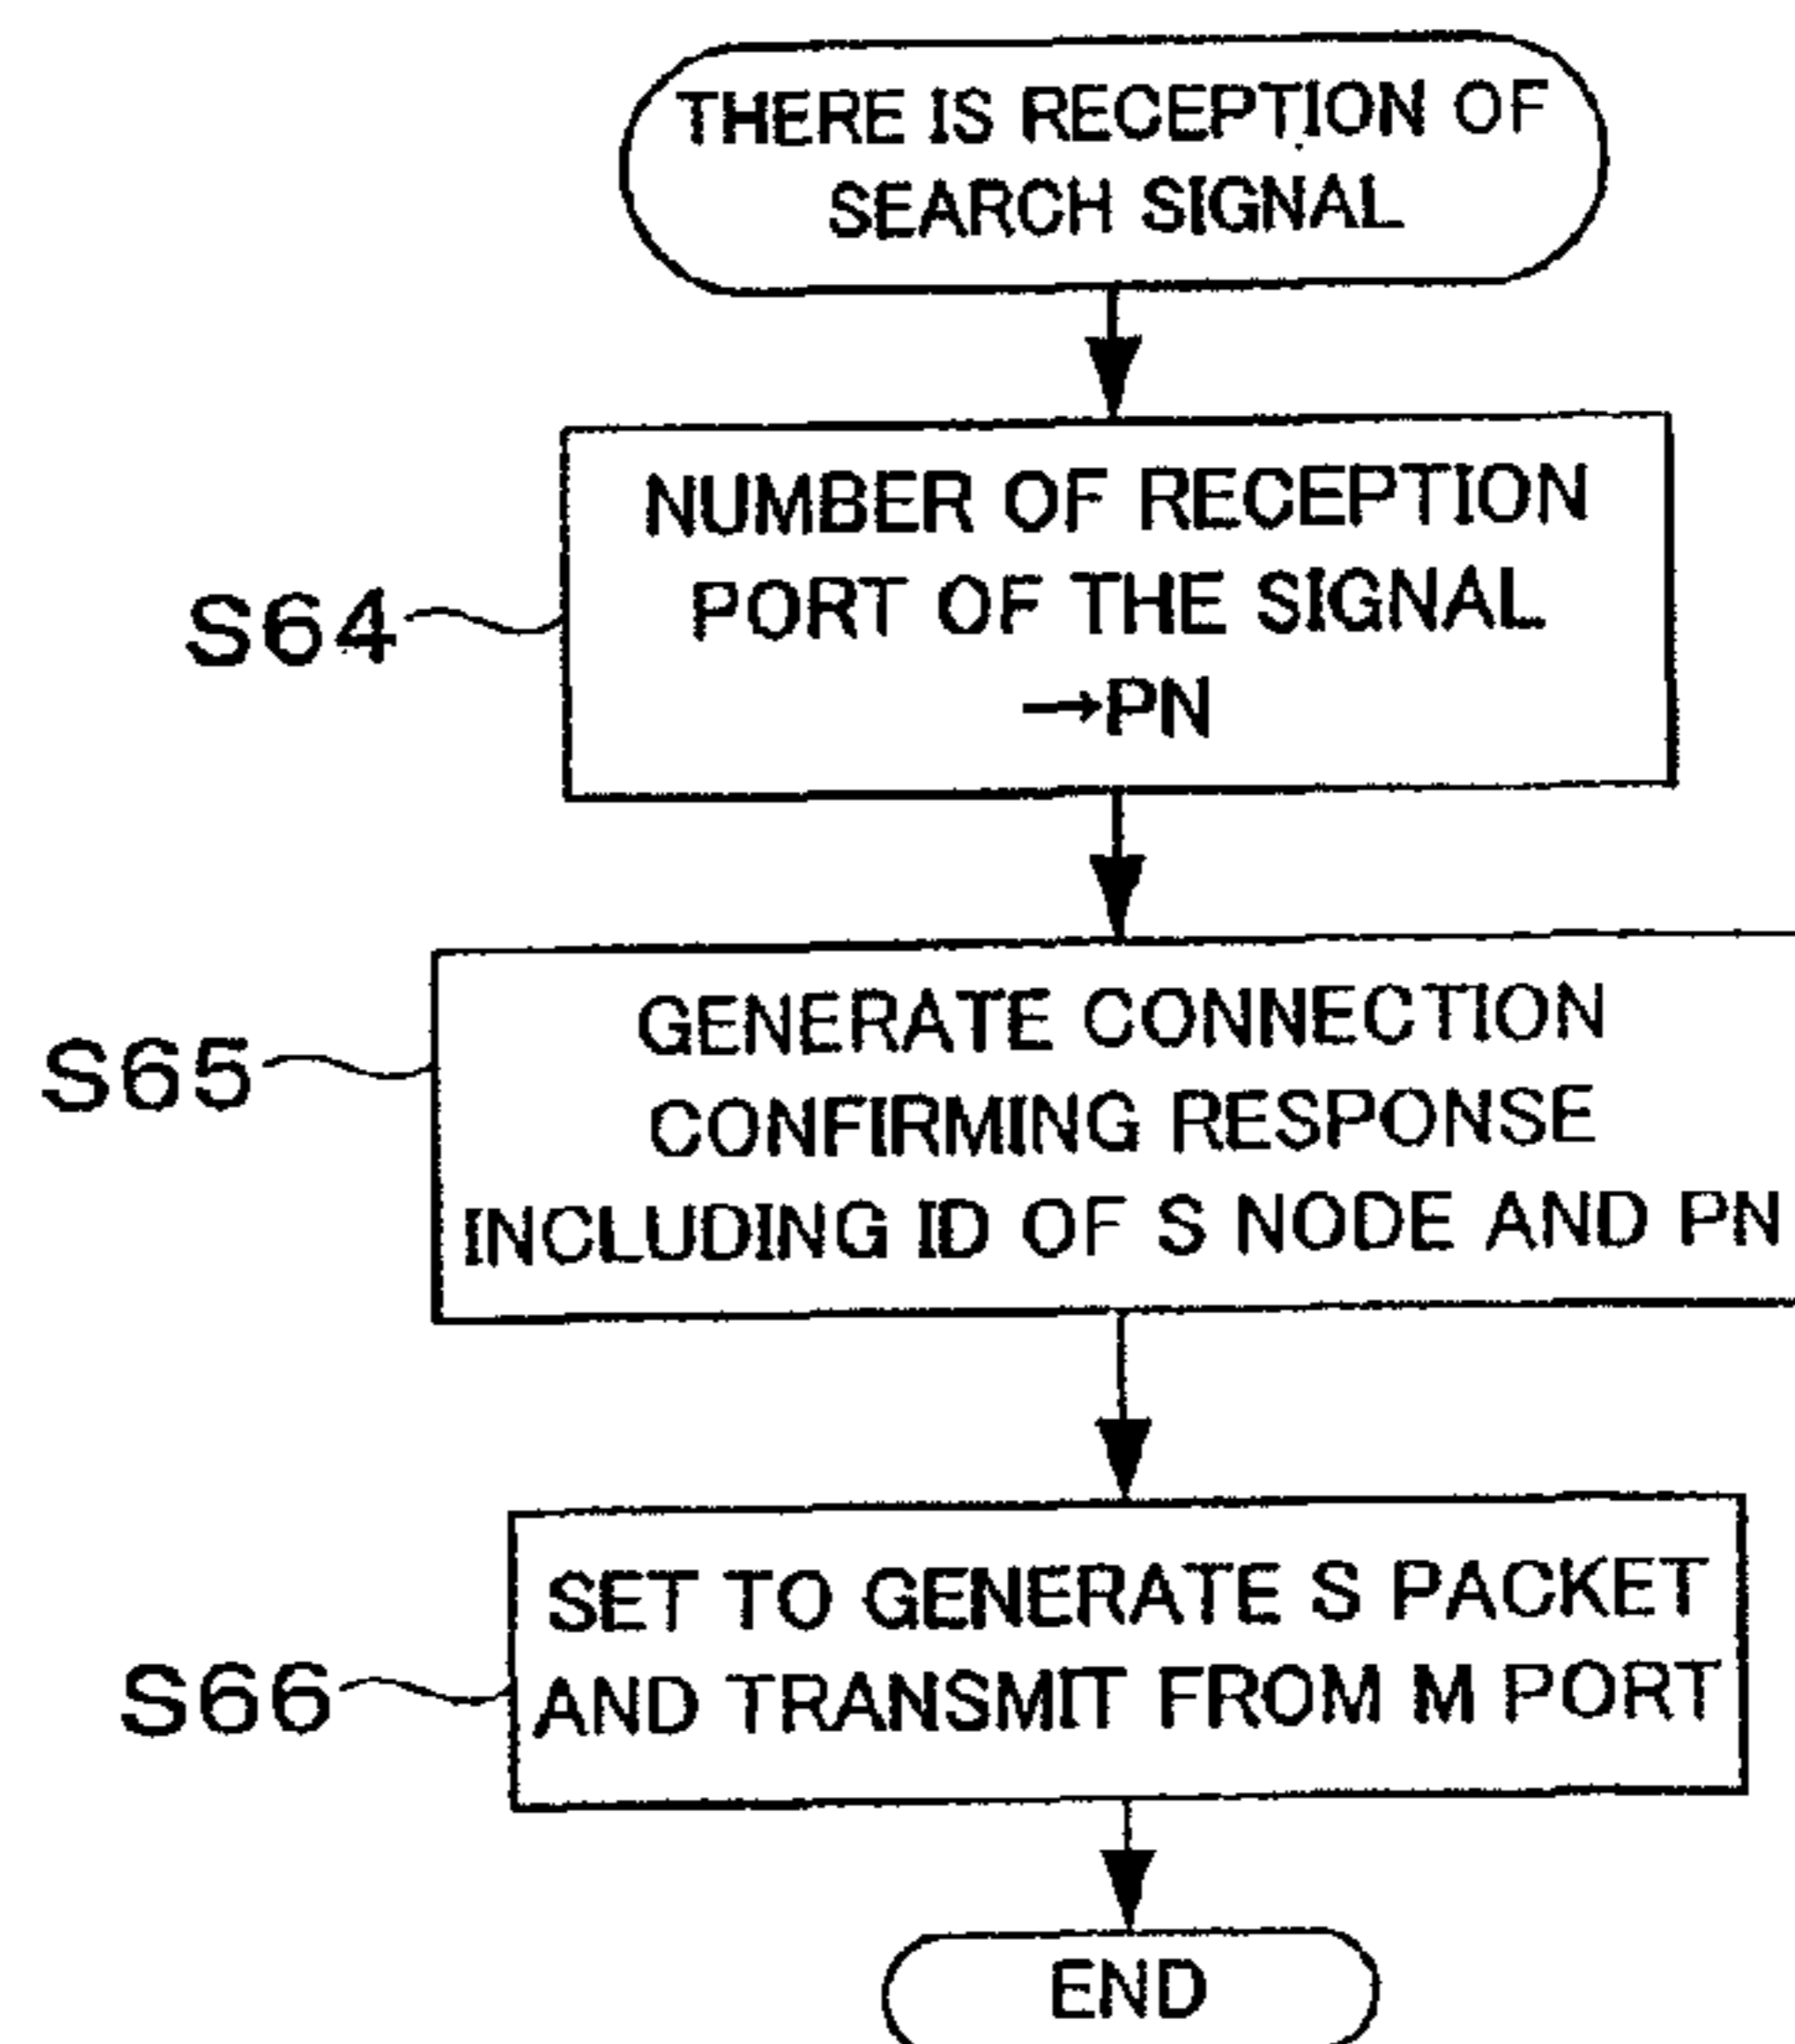 THERE IS RECEPTION OF
SEARCH SIGNAL
NUMBER OF RECEPTION
PORT OF THE SIGNAL
→PN
S64
GENERATE CONNECTION
CONFIRMING RESPONSE
INCLUDING ID OF S NODE AND PN
S65
SET TO GENERATE S PACKET
AND TRANSMIT FROM M PORT
S66
END